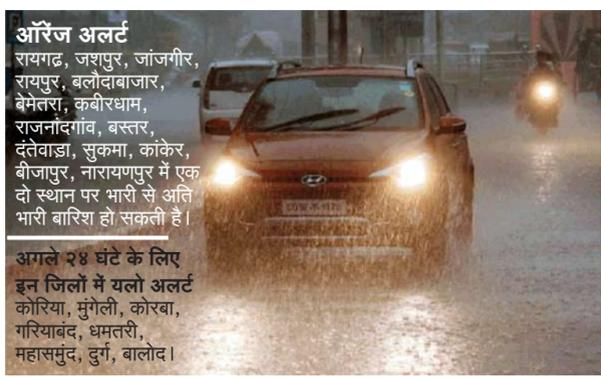 ऑरेंज अलर्ट
रायगढ़, जशपुर, जांजगीर,
रायपुर, बलौदाबाजार,
बेमेतरा, कबीरधाम,
राजनांदगांव, बस्तर,
दंतेवाड़ा, सुकमा, कांकेर,
बीजापुर, नारायणपुर में एक
दो स्थान पर भारी से अति
भारी बारिश हो सकती है।
अगले २४ घंटे के लिए
इन जिलों में यलो अलर्ट
कोरिया, मुंगेली, कोरबा,
गरियाबंद, धमतरी,
महासमुंद, दुर्ग, बालोद।